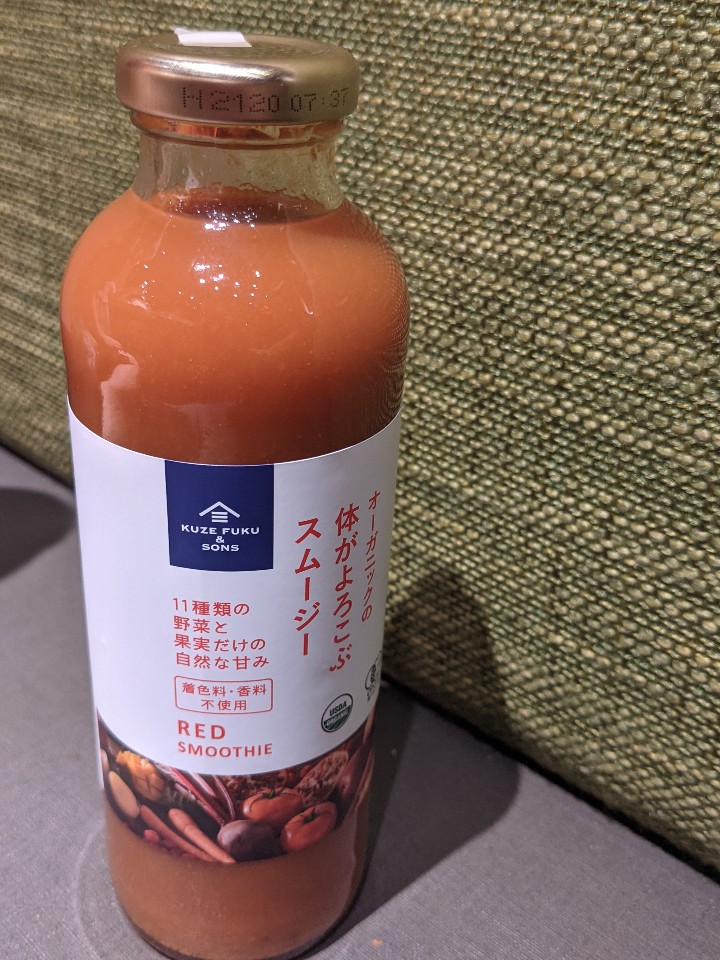 H2120 07:37
KUZE FUKU
&
SONS
オーガニックの
体がよろこぶ
スムージー
11種類の
野菜と
果実だけの
自然な甘み
着色料・香料
不使用
USDA
ORGANIC
RED
SMOOTHIE